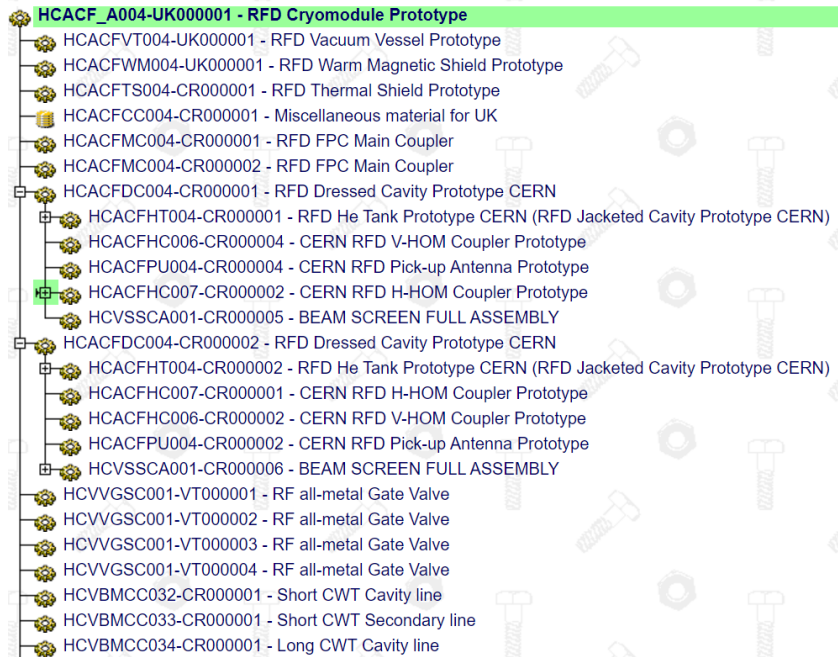 HCACF_A004-UK000001 - RFD Cryomodule Prototype
HCACFVT004-UK000001 - RFD Vacuum Vessel Prototype
HCACFWM004-UK000001 - RFD Warm Magnetic Shield Prototype
HCACFTS004-CR000001 - RFD Thermal Shield Prototype
HCACFCC004-CR000001 - Miscellaneous material for UK
HCACFMC004-CR000001 - RFD FPC Main Coupler
HCACFMC004-CR000002 - RFD FPC Main Coupler
HCACFDC004-CR000001 - RFD Dressed Cavity Prototype CERN
HCACFHT004-CR000001 - RFD He Tank Prototype CERN (RFD Jacketed Cavity Prototype CERN)
HCACFHC006-CR000004 - CERN RFD V-HOM Coupler Prototype
HCACFPU004-CR000004 - CERN RFD Pick-up Antenna Prototype
HCACFHC007-CR000002 - CERN RFD H-HOM Coupler Prototype
HCVSSCA001-CR000005 - BEAM SCREEN FULL ASSEMBLY
HCACFDC004-CR000002 - RFD Dressed Cavity Prototype CERN
HCACFHT004-CR000002 - RFD He Tank Prototype CERN (RFD Jacketed Cavity Prototype CERN)
HCACFHC007-CR000001 - CERN RFD H-HOM Coupler Prototype
HCACFHC006-CR000002 - CERN RFD V-HOM Coupler Prototype
HCACFPU004-CR000002 - CERN RFD Pick-up Antenna Prototype
HCVSSCA001-CR000006 - BEAM SCREEN FULL ASSEMBLY
HCVVGSC001-VT000001 - RF all-metal Gate Valve
HCVVGSC001-VT000002 - RF all-metal Gate Valve
HCVVGSC001-VT000003 - RF all-metal Gate Valve
HCVVGSC001-VT000004 - RF all-metal Gate Valve
HCVBMCC032-CR000001 - Short CWT Cavity line
HCVBMCC033-CR000001 - Short CWT Secondary line
HCVBMCC034-CR000001 - Long CWT Cavity line